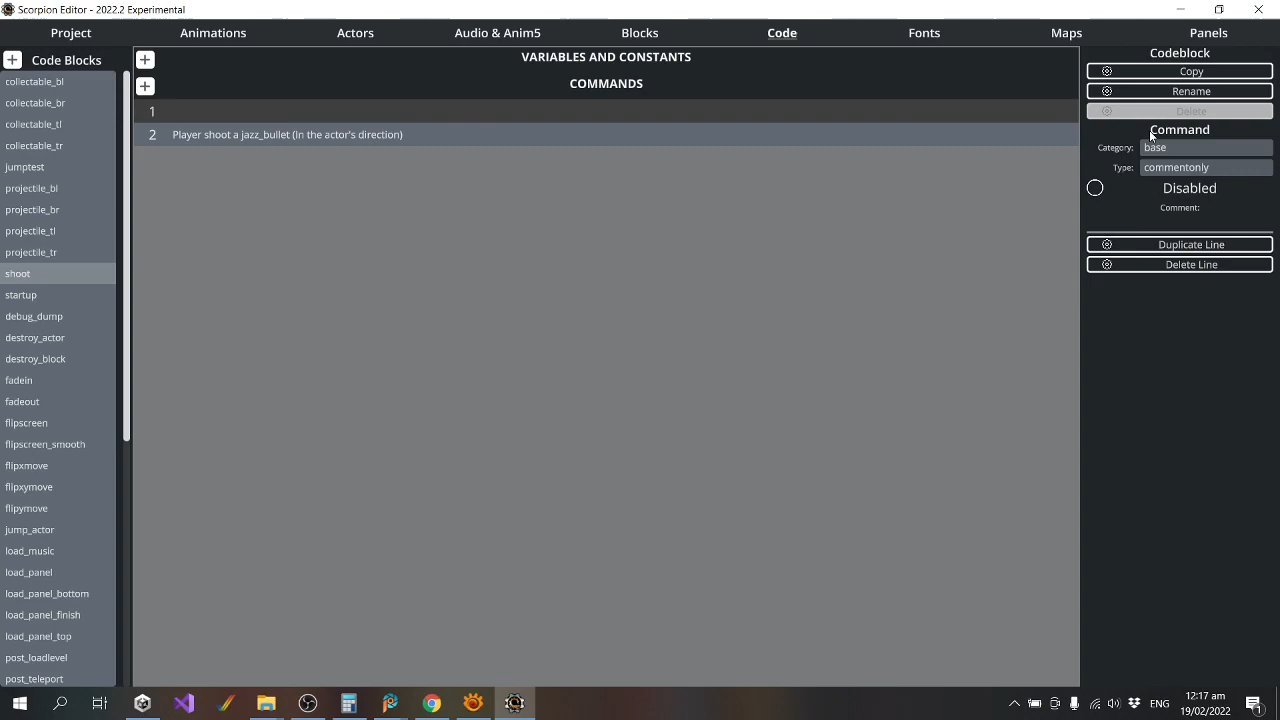 Scorpion Editor - 2022.2 Experimental
Project Animations Actors Audio & Anim5 Blocks Code Fonts Maps Panels
+ Code Blocks
collectable_bl
collectable_br
collectable_tl
collectable_tr
jumptest
projectile_bl
projectile_br
projectile_tl
projectile_tr
shoot
startup
debug_dump
destroy_actor
destroy_block
fadein
fadeout
flipscreen
flipscreen_smooth
flipxmove
flipxymove
flipymove
jump_actor
load_music
load_panel
load_panel_bottom
load_panel_finish
load_panel_top
post_loadlevel
post_teleport
+ VARIABLES AND CONSTANTS
+ COMMANDS
1
2 Player shoot a jazz_bullet (In the actor's direction)
Codeblock
Copy
Rename
Delete
Command
Category: base
Type: commentonly
Disabled
Comment:
Duplicate Line
Delete Line
12:17 am
19/02/2022